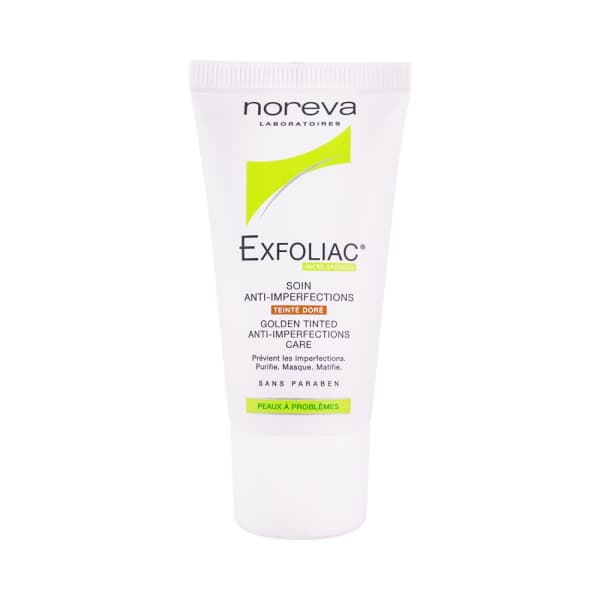 noreva
LABORATOIRES
EXFOLIAC®
SOIN
ANTI-IMPERFECTIONS
TEINTÉ DORÉ
GOLDEN TINTED
ANTI-IMPERFECTIONS
CARE
Prévient les imperfections.
Purifie. Masque. Matifie.
SANS PARABEN
PEAUX À PROBLÈMES